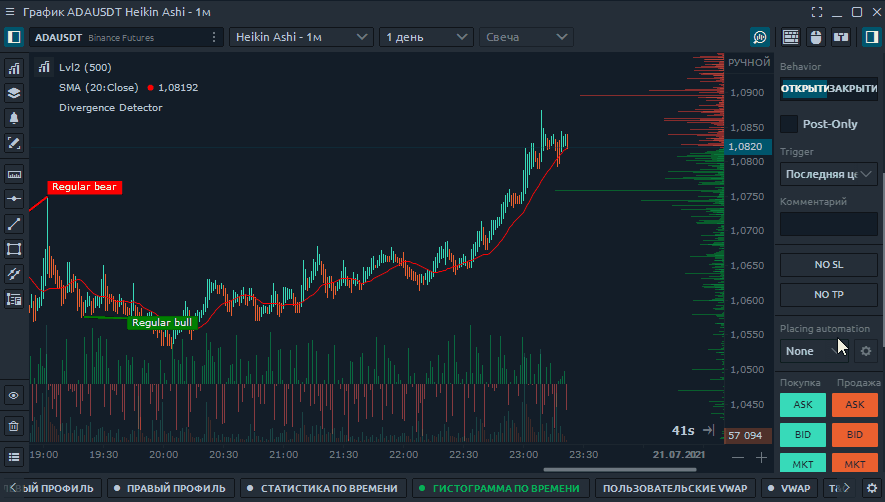 График ADAUSDT Heikin Ashi - 1м
ADAUSDT Binance Futures
Heikin Ashi - 1м
1 день
Свеча
Lvl2 (500)
SMA (20:Close) 1,08192
Divergence Detector
Regular bear
Regular bull
РУЧНОЙ
1,0900
1,0850
1,0820
1,0800
1,0750
1,0700
1,0650
1,0600
1,0550
1,0500
1,0450
57 094
41s
19:00 19:30 20:00 20:30 21:00 21:30 22:00 22:30 23:00 23:30 21.07.2021
Behavior
ОТКРЫТИ ЗАКРЫТИ
Post-Only
Trigger
Последняя це
Комментарий
NO SL
NO TP
Placing automation
None
Покупка Продажа
ASK ASK
BID BID
MKT MKT
ЛЕВЫЙ ПРОФИЛЬ ПРАВЫЙ ПРОФИЛЬ СТАТИСТИКА ПО ВРЕМЕНИ ГИСТОГРАММА ПО ВРЕМЕНИ ПОЛЬЗОВАТЕЛЬСКИЕ VWAP VWAP